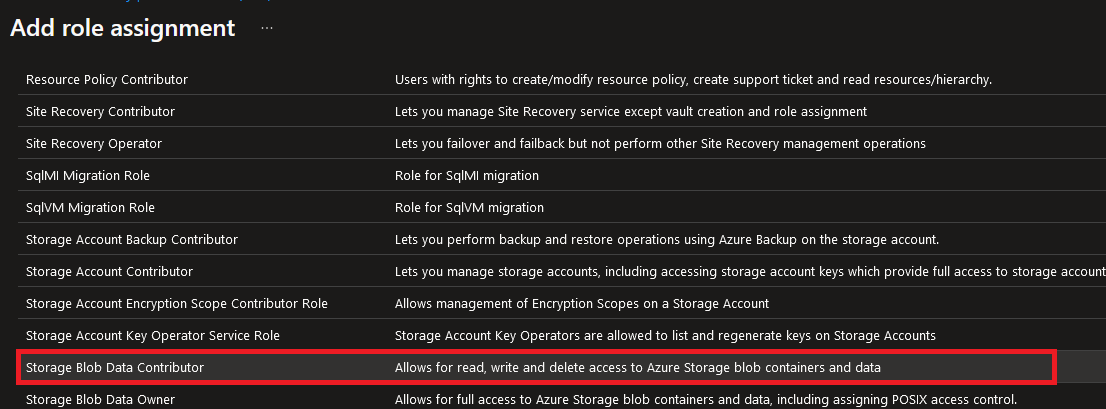 Add role assignment ...
Resource Policy Contributor Users with rights to create/modify resource policy, create support ticket and read resources/hierarchy.
Site Recovery Contributor Lets you manage Site Recovery service except vault creation and role assignment
Site Recovery Operator Lets you failover and failback but not perform other Site Recovery management operations
SqlMI Migration Role Role for SqlMI migration
SqlVM Migration Role Role for SqlVM migration
Storage Account Backup Contributor Lets you perform backup and restore operations using Azure Backup on the storage account.
Storage Account Contributor Lets you manage storage accounts, including accessing storage account keys which provide full access to storage account
Storage Account Encryption Scope Contributor Role Allows management of Encryption Scopes on a Storage Account
Storage Account Key Operator Service Role Storage Account Key Operators are allowed to list and regenerate keys on Storage Accounts
Storage Blob Data Contributor Allows for read, write and delete access to Azure Storage blob containers and data
Storage Blob Data Owner Allows for full access to Azure Storage blob containers and data, including assigning POSIX access control.